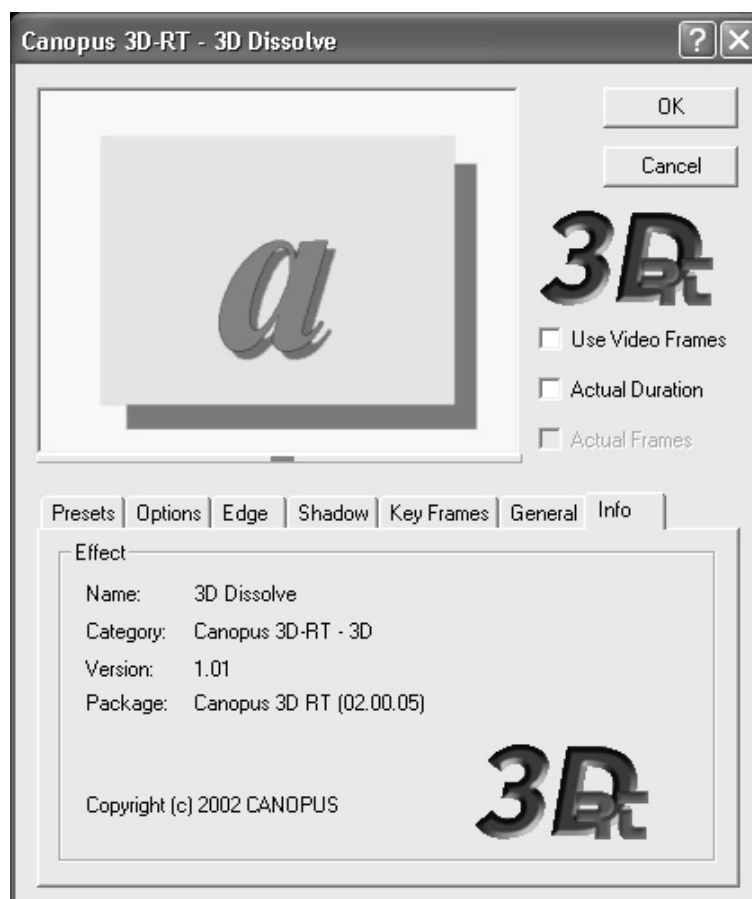 Canopus 3D-RT - 3D Dissolve
OK
Cancel
a
3D RT
Use Video Frames
Actual Duration
Actual Frames
Presets Options Edge Shadow Key Frames General Info
Effect
Name: 3D Dissolve
Category: Canopus 3D-RT - 3D
Version: 1.01
Package: Canopus 3D RT (02.00.05)
Copyright (c) 2002 CANOPUS
3D RT